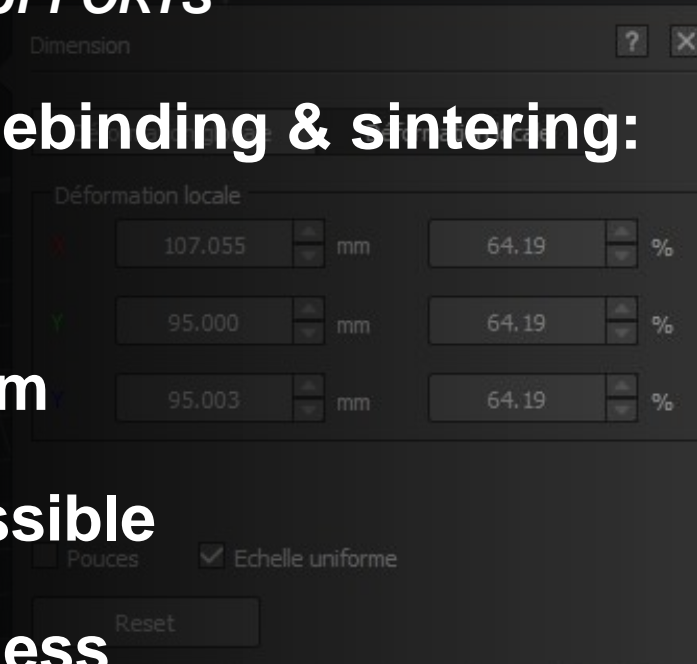 Dimension ? X
ebinding & sintering:
Déformation locale
X 107.055 mm 64.19 %
Y 95.000 mm 64.19 %
m
95.003 mm 64.19 %
ssible
Pouces Echelle uniforme
Reset
ess